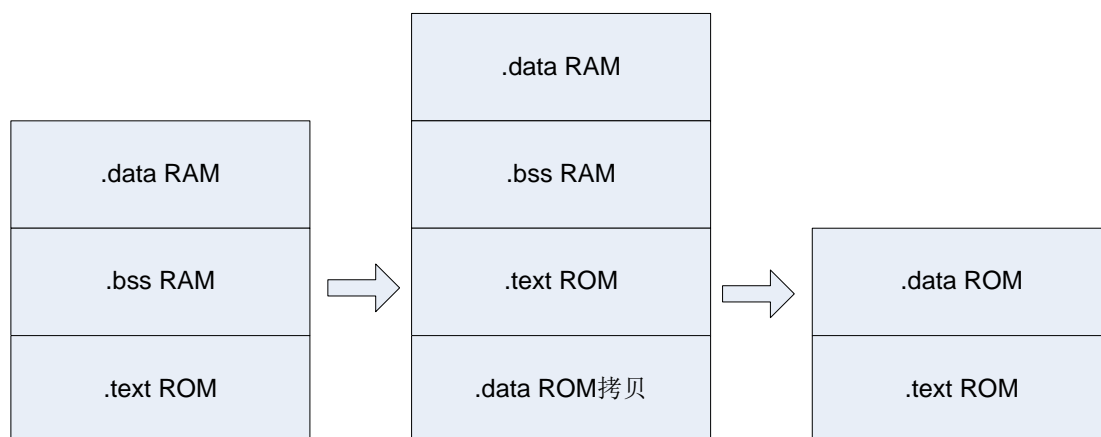 .data RAM
.bss RAM
.text ROM
.data RAM
.bss RAM
.text ROM
.data ROM拷贝
.data ROM
.text ROM